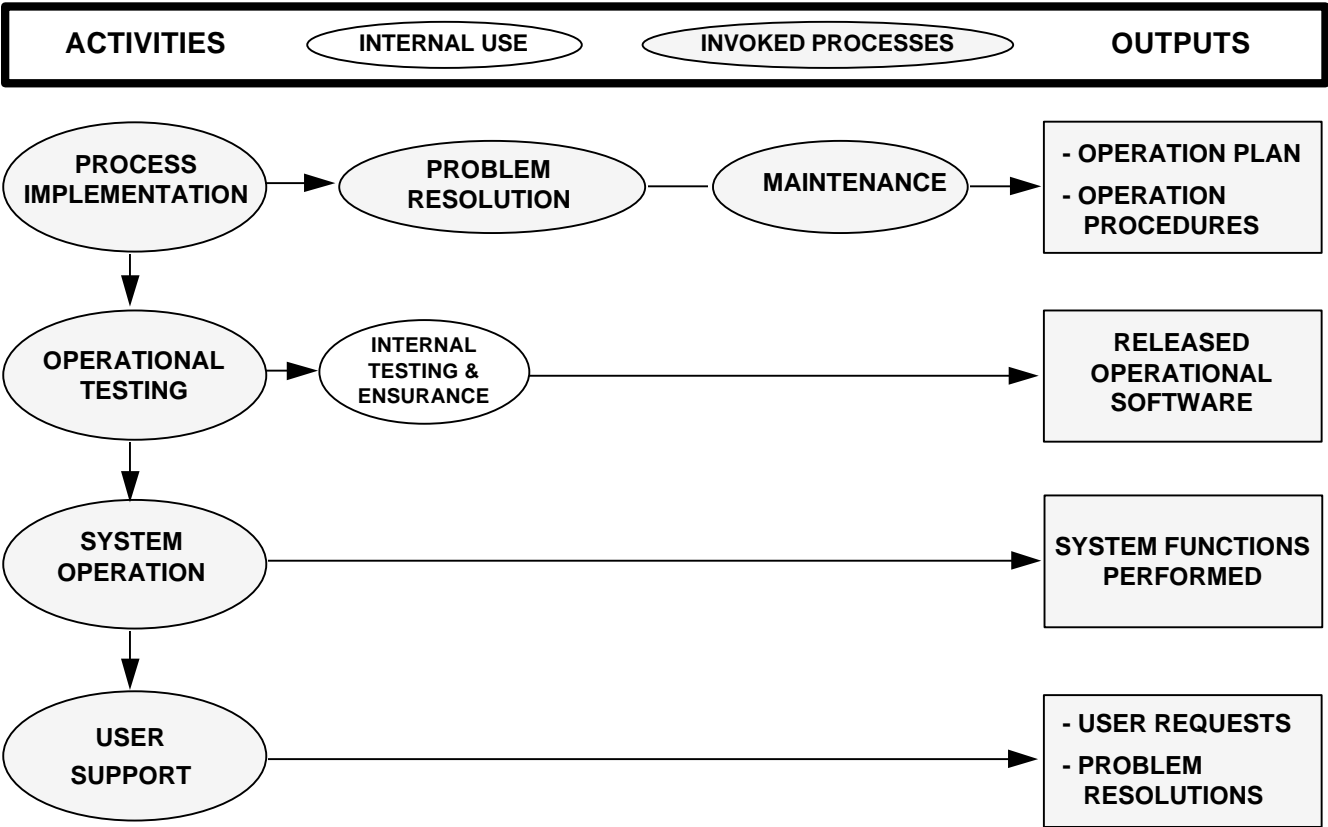 ACTIVITIES
INTERNAL USE
INVOKED PROCESSES
OUTPUTS
PROCESS
IMPLEMENTATION
PROBLEM
RESOLUTION
MAINTENANCE
- OPERATION PLAN
- OPERATION
PROCEDURES
OPERATIONAL
TESTING
INTERNAL
TESTING &
ENSURANCE
RELEASED
OPERATIONAL
SOFTWARE
SYSTEM
OPERATION
SYSTEM FUNCTIONS
PERFORMED
USER
SUPPORT
- USER REQUESTS
- PROBLEM
RESOLUTIONS